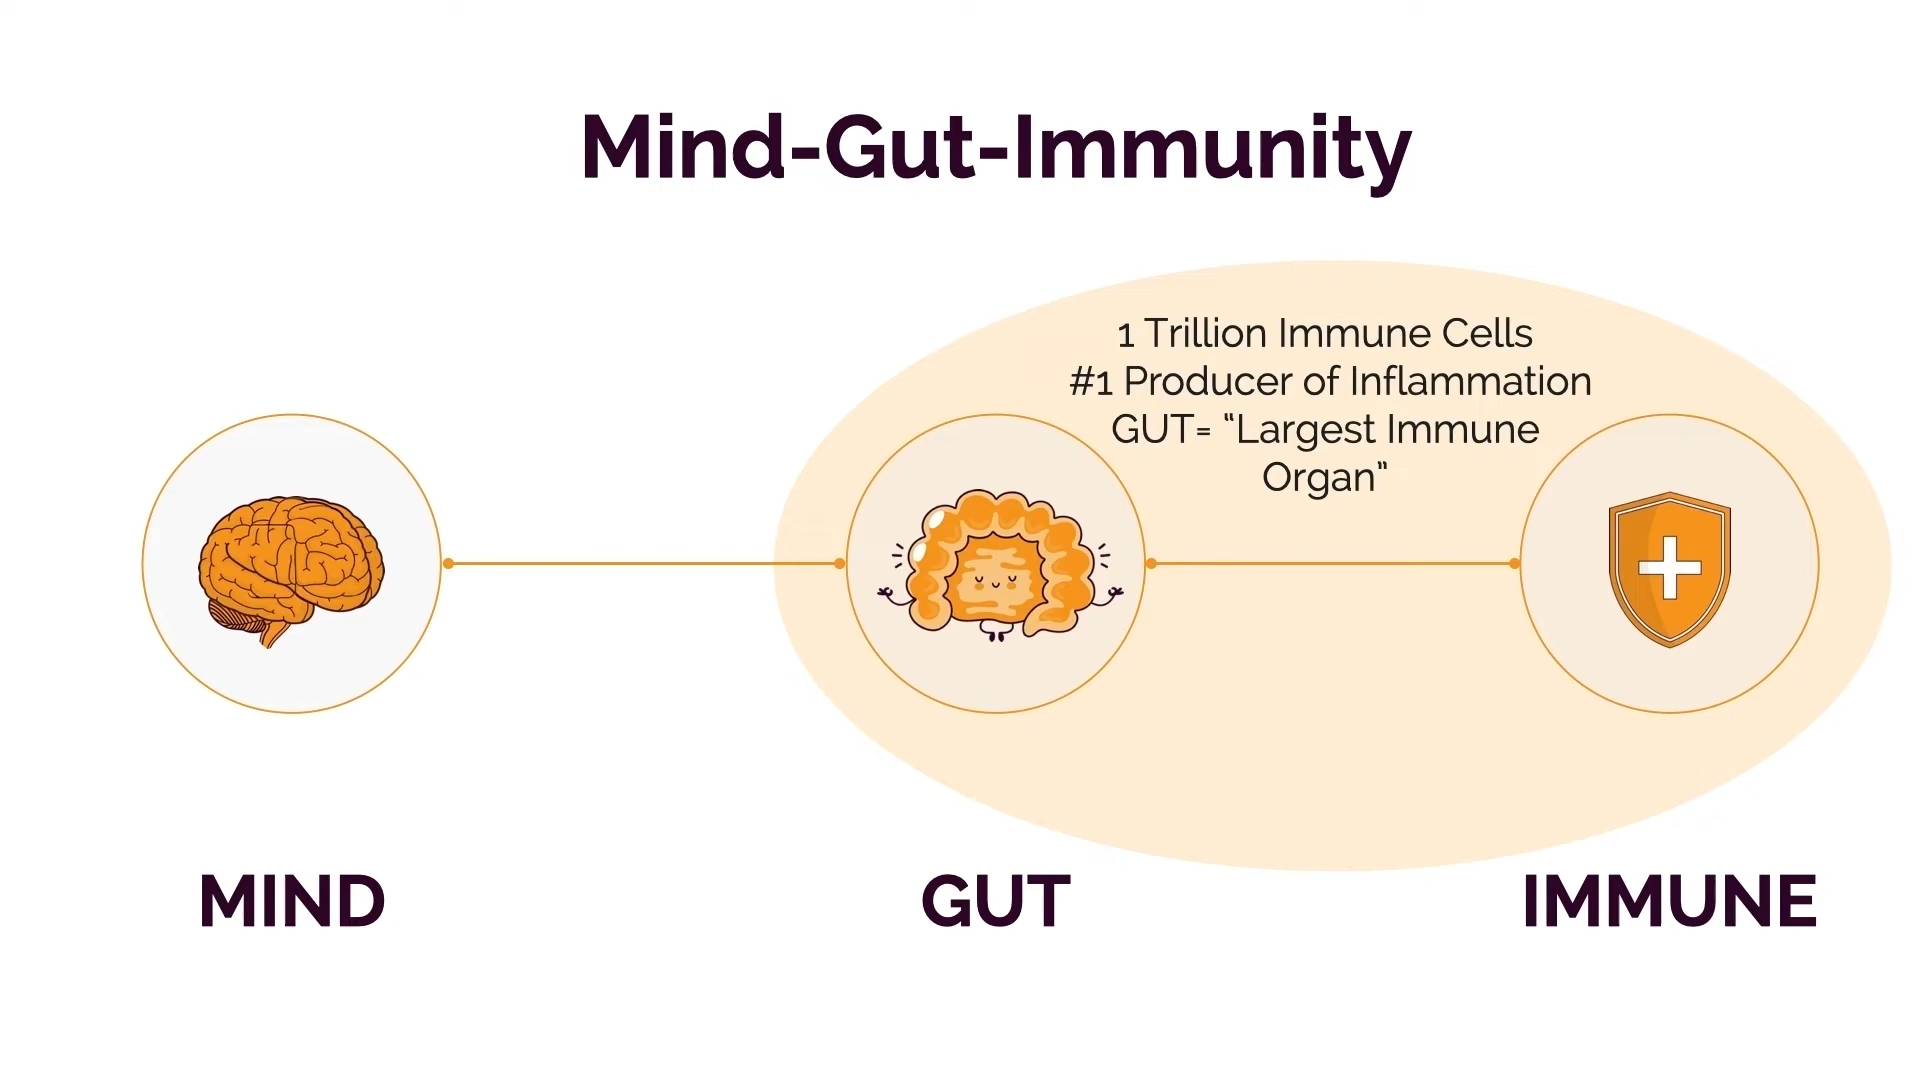 Mind-Gut-Immunity
1 Trillion Immune Cells
#1 Producer of Inflammation
GUT= “Largest Immune
Organ”
MIND
GUT
IMMUNE